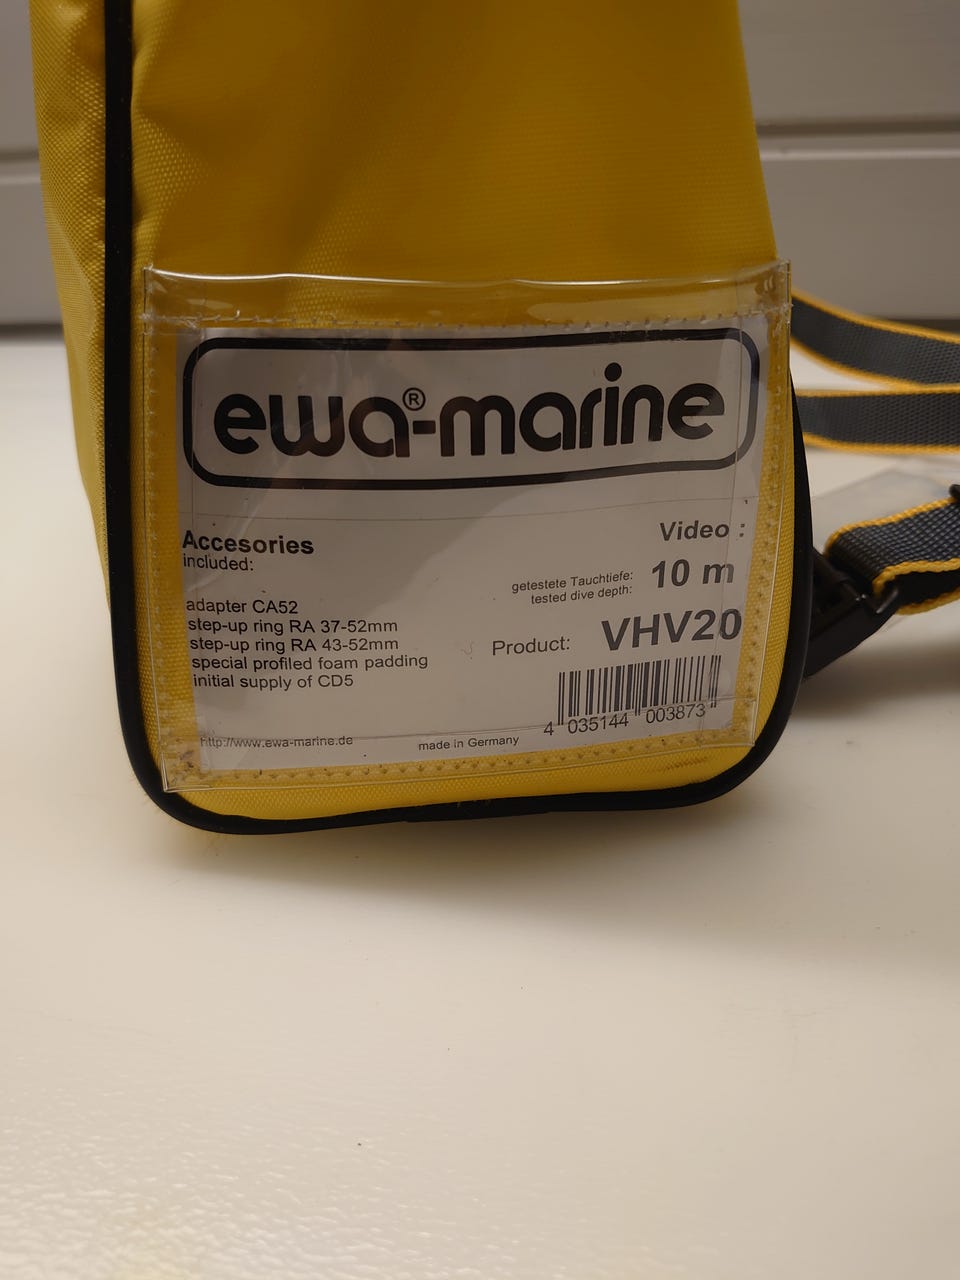 ewa®-marine
Accesories
included:
adapter CA52
step-up ring RA 37-52mm
step-up ring RA 43-52mm
special profiled foam padding
initial supply of CD5
Video :
getestete Tauchtiefe:
tested dive depth:
10 m
Product: VHV20
4 035144 003873
http://www.ewa-marine.de
made in Germany